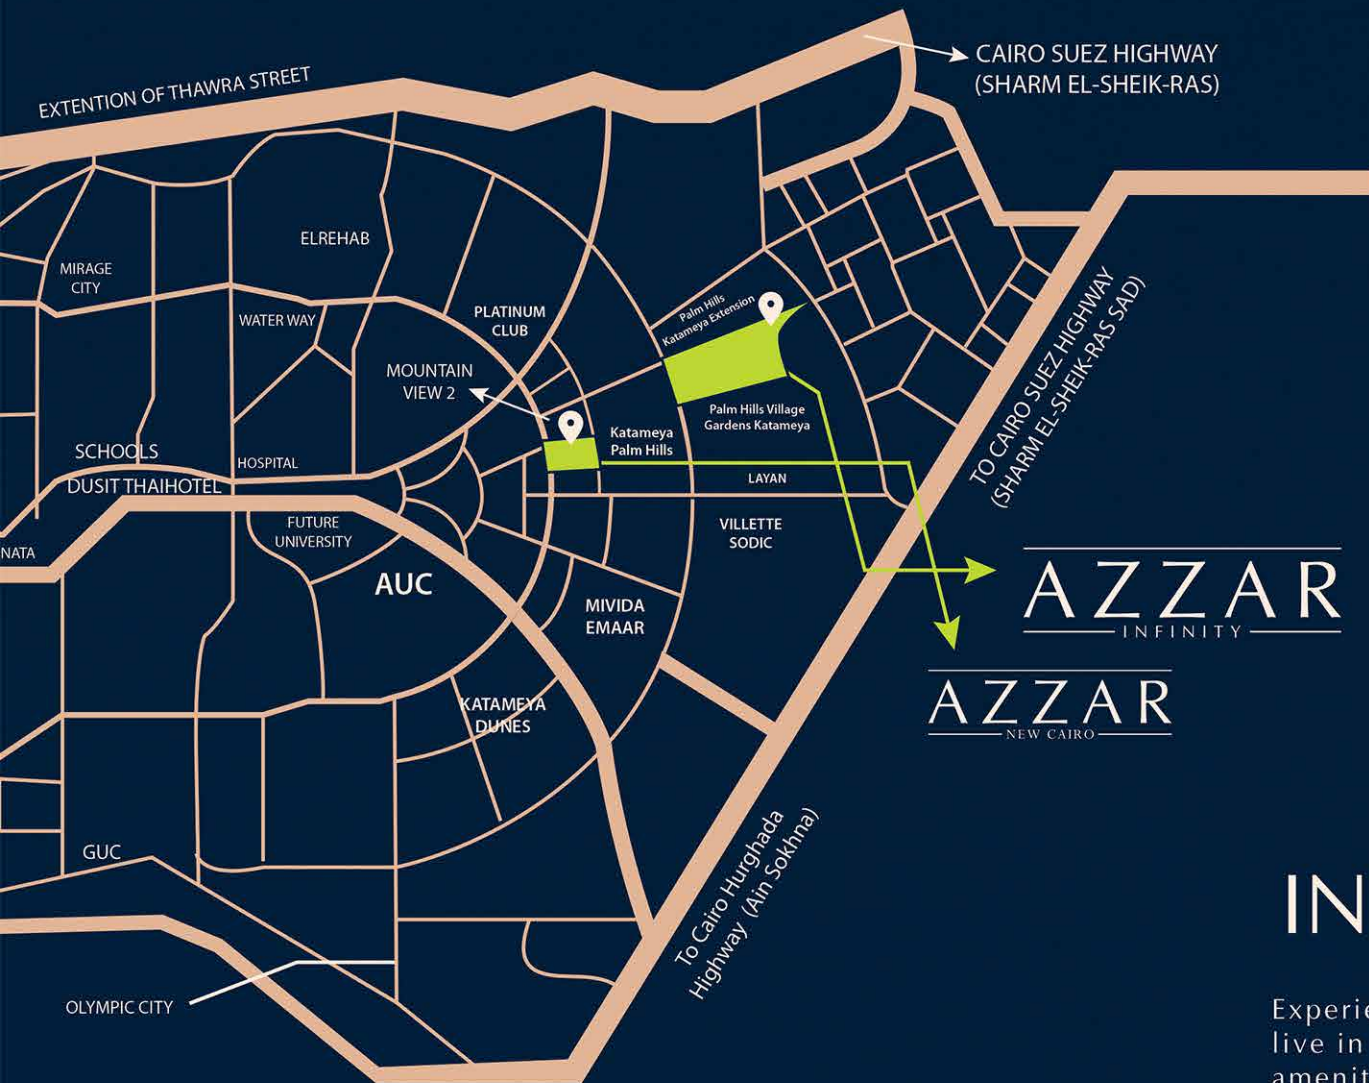 CAIRO SUEZ HIGHWAY
(SHARM EL-SHEIK-RAS)
EXTENTION OF THAWRA STREET
ELREHAB
MIRAGE
CITY
WATER WAY
PLATINUM
CLUB
Palm Hills
Katameya Extension
MOUNTAIN
VIEW 2
TO CAIRO SUEZ HIGHWAY
(SHARM EL-SHEIK-RAS SAD)
Palm Hills Village
Gardens Katameya
Katameya
Palm Hills
SCHOOLS
HOSPITAL
DUSIT THAIHOTEL
LAYAN
FUTURE
UNIVERSITY
VILLETTE
SODIC
NATA
AUC
MIVIDA
EMAAR
AZZAR
INFINITY
AZZAR
NEW CAIRO
KATAMEYA
DUNES
GUC
To Cairo Hurghada
Highway (Ain Sokhna)
OLYMPIC CITY
IN
Experie
live in
amenit